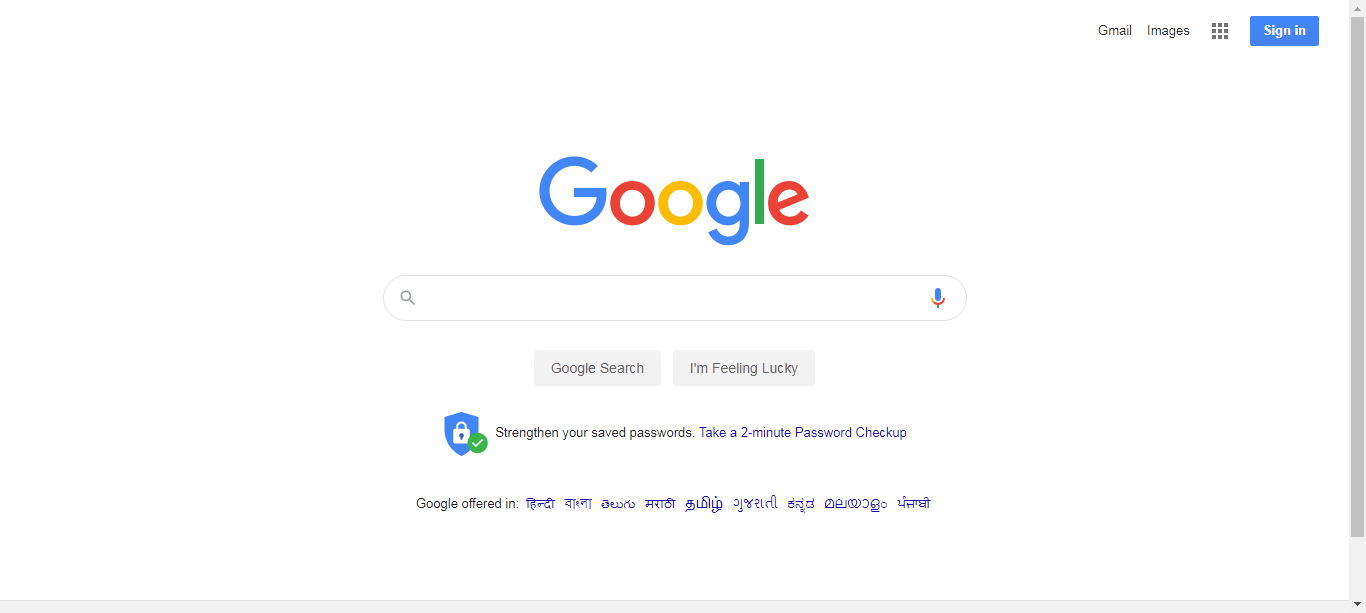 Gmail Images Sign in
Google
Google Search I'm Feeling Lucky
Strengthen your saved passwords. Take a 2-minute Password Checkup
Google offered in: हिन्दी বাংলা తెలుగు मराठी தமிழ் ગુજરાતી ಕನ್ನಡ മലയാളം ਪੰਜਾਬੀ